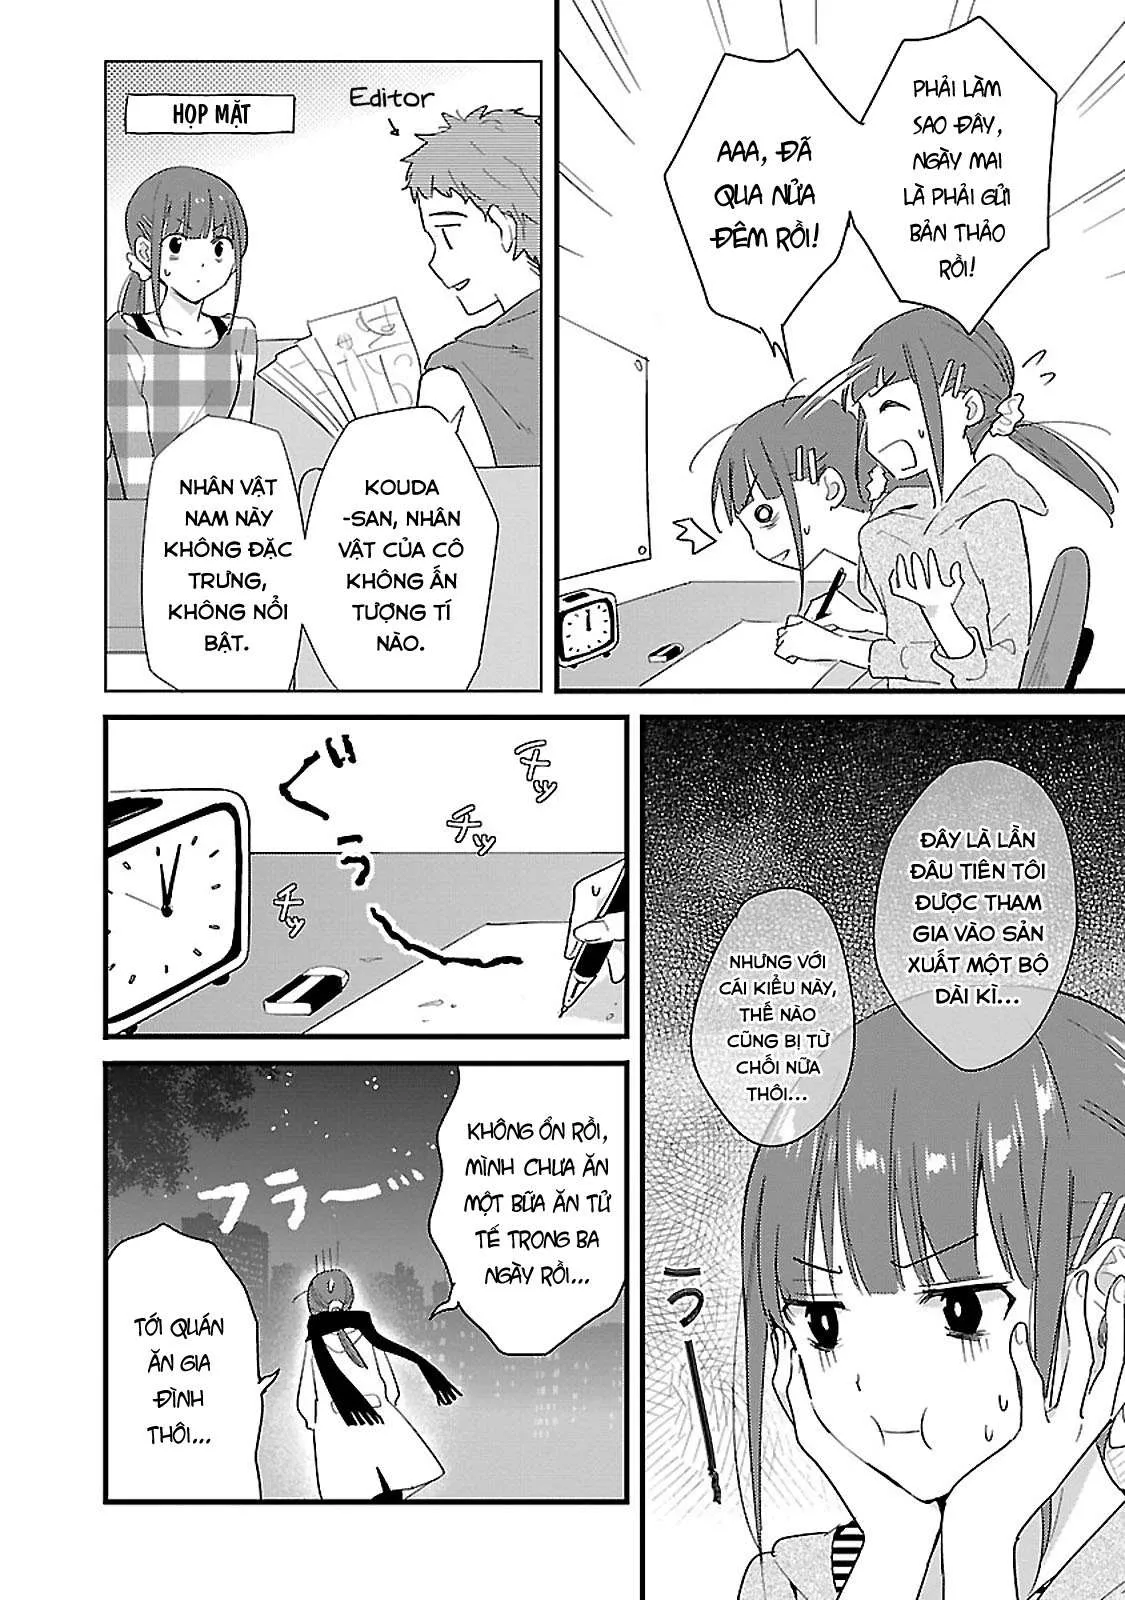 PHẢI LÀM
SAO ĐÂY,
NGÀY MAI
LÀ PHẢI GỬI
BẢN THẢO
RỒI!
AAA, ĐÃ
QUA NỬA
ĐÊM RỒI!
HỌP MẶT
Editor
KOUDA
-SAN, NHÂN
VẬT CỦA CÔ
KHÔNG ẤN
TƯỢNG TÍ
NÀO.
NHÂN VẬT
NAM NÀY
KHÔNG ĐẶC
TRƯNG,
KHÔNG NỔI
BẬT.
ĐÂY LÀ LẦN
ĐẦU TIÊN TÔI
ĐƯỢC THAM
GIA VÀO SẢN
XUẤT MỘT BỘ
DÀI KÌ...
NHƯNG VỚI
CÁI KIỂU NÀY,
THẾ NÀO
CŨNG BỊ TỪ
CHỐI NỮA
THÔI...
うー
チッ
チッ
チッ
ぐぅ〜
KHÔNG ỔN RỒI,
MÌNH CHƯA ĂN
MỘT BỮA ĂN TỬ
TẾ TRONG BA
NGÀY RỒI...
フラー
TỚI QUÁN
ĂN GIA
ĐÌNH
THÔI...